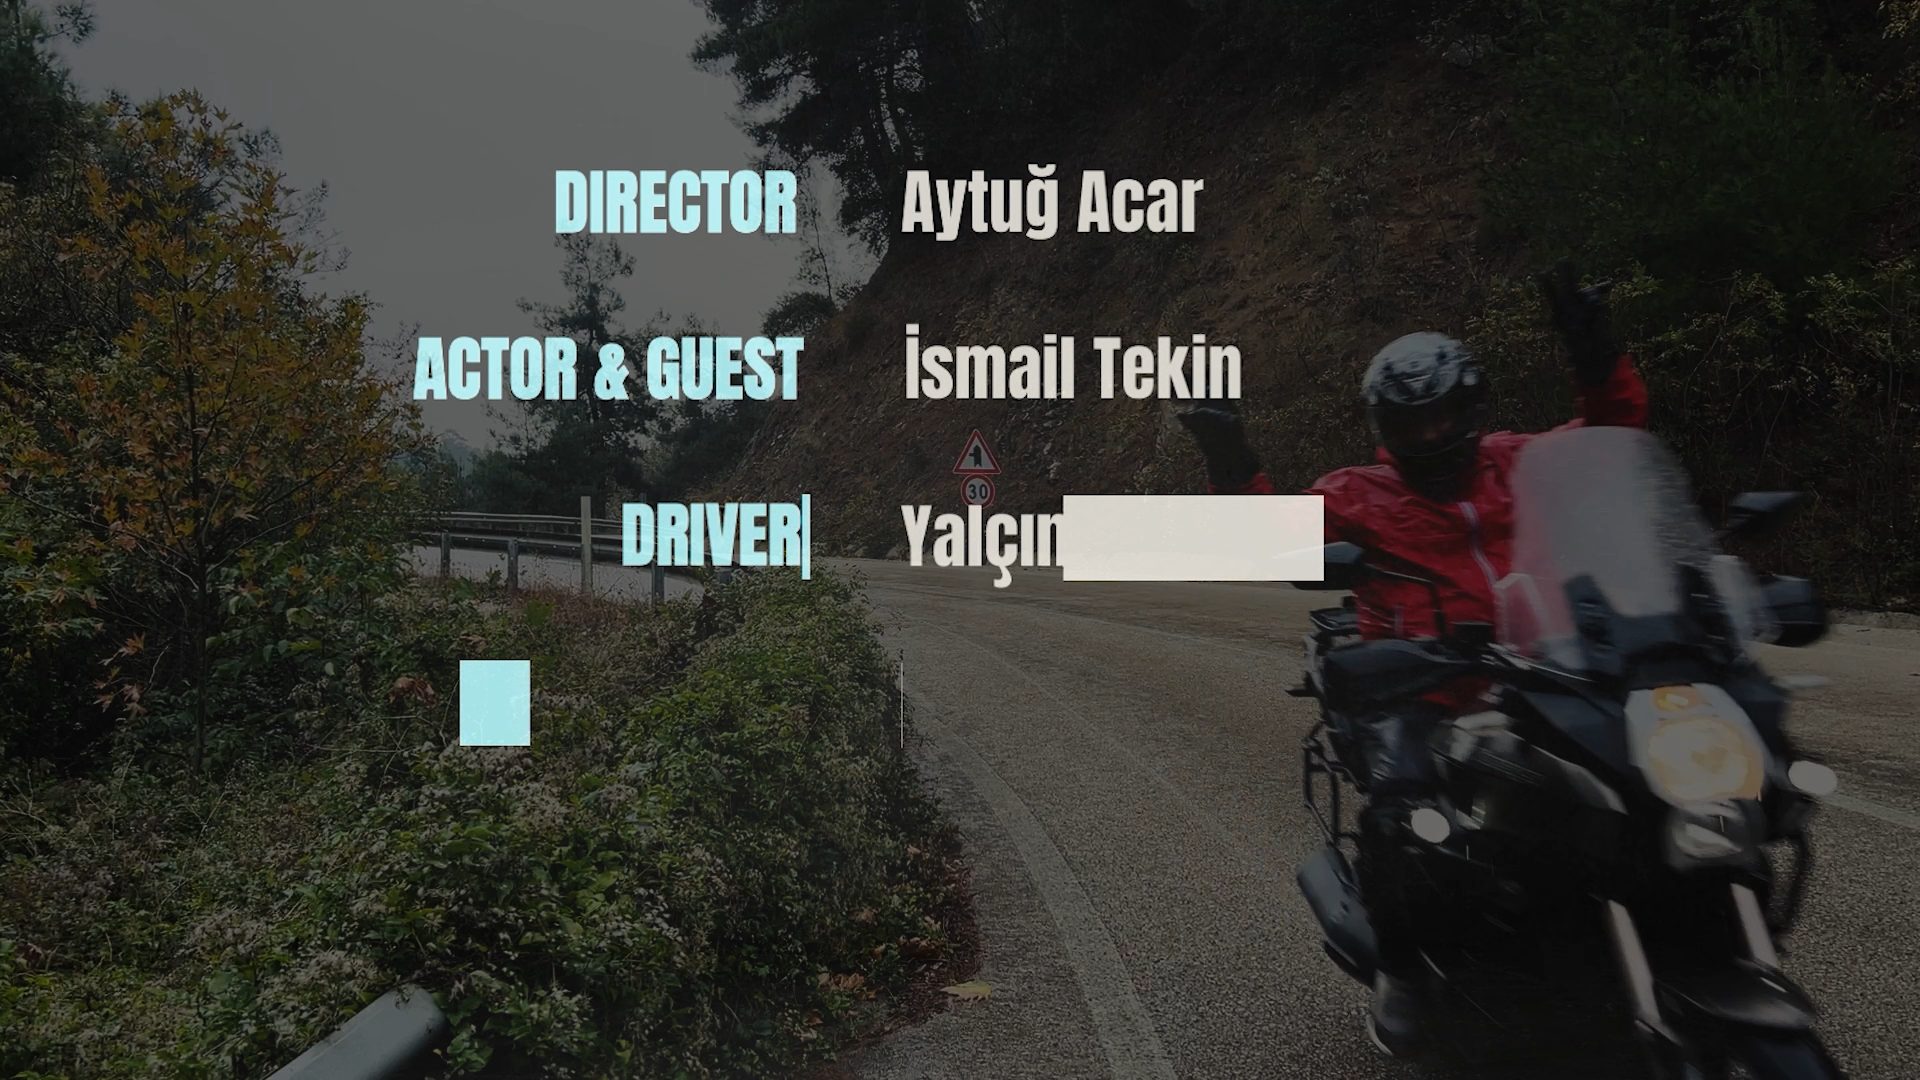 DIRECTOR Aytuğ Acar
ACTOR & GUEST İsmail Tekin
30
DRIVER Yalçın